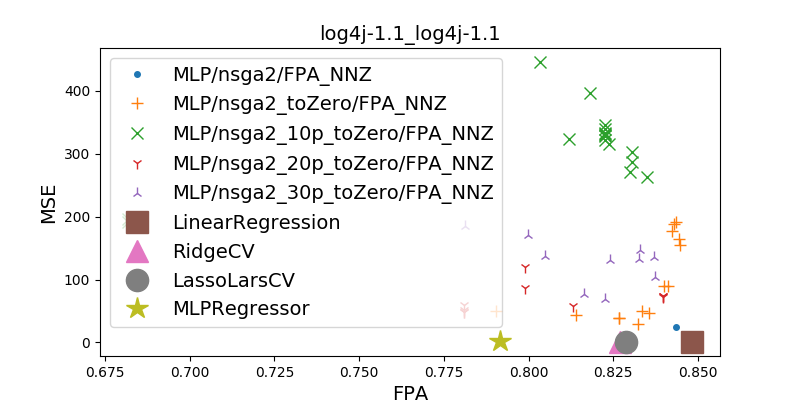 log4j-1.1_log4j-1.1
MSE
400
300
200
100
0
MLP/nsga2/FPA_NNZ
MLP/nsga2_toZero/FPA_NNZ
MLP/nsga2_10p_toZero/FPA_NNZ
MLP/nsga2_20p_toZero/FPA_NNZ
MLP/nsga2_30p_toZero/FPA_NNZ
LinearRegression
RidgeCV
LassoLarsCV
MLPRegressor
0.675 0.700 0.725 0.750 0.775 0.800 0.825 0.850
FPA